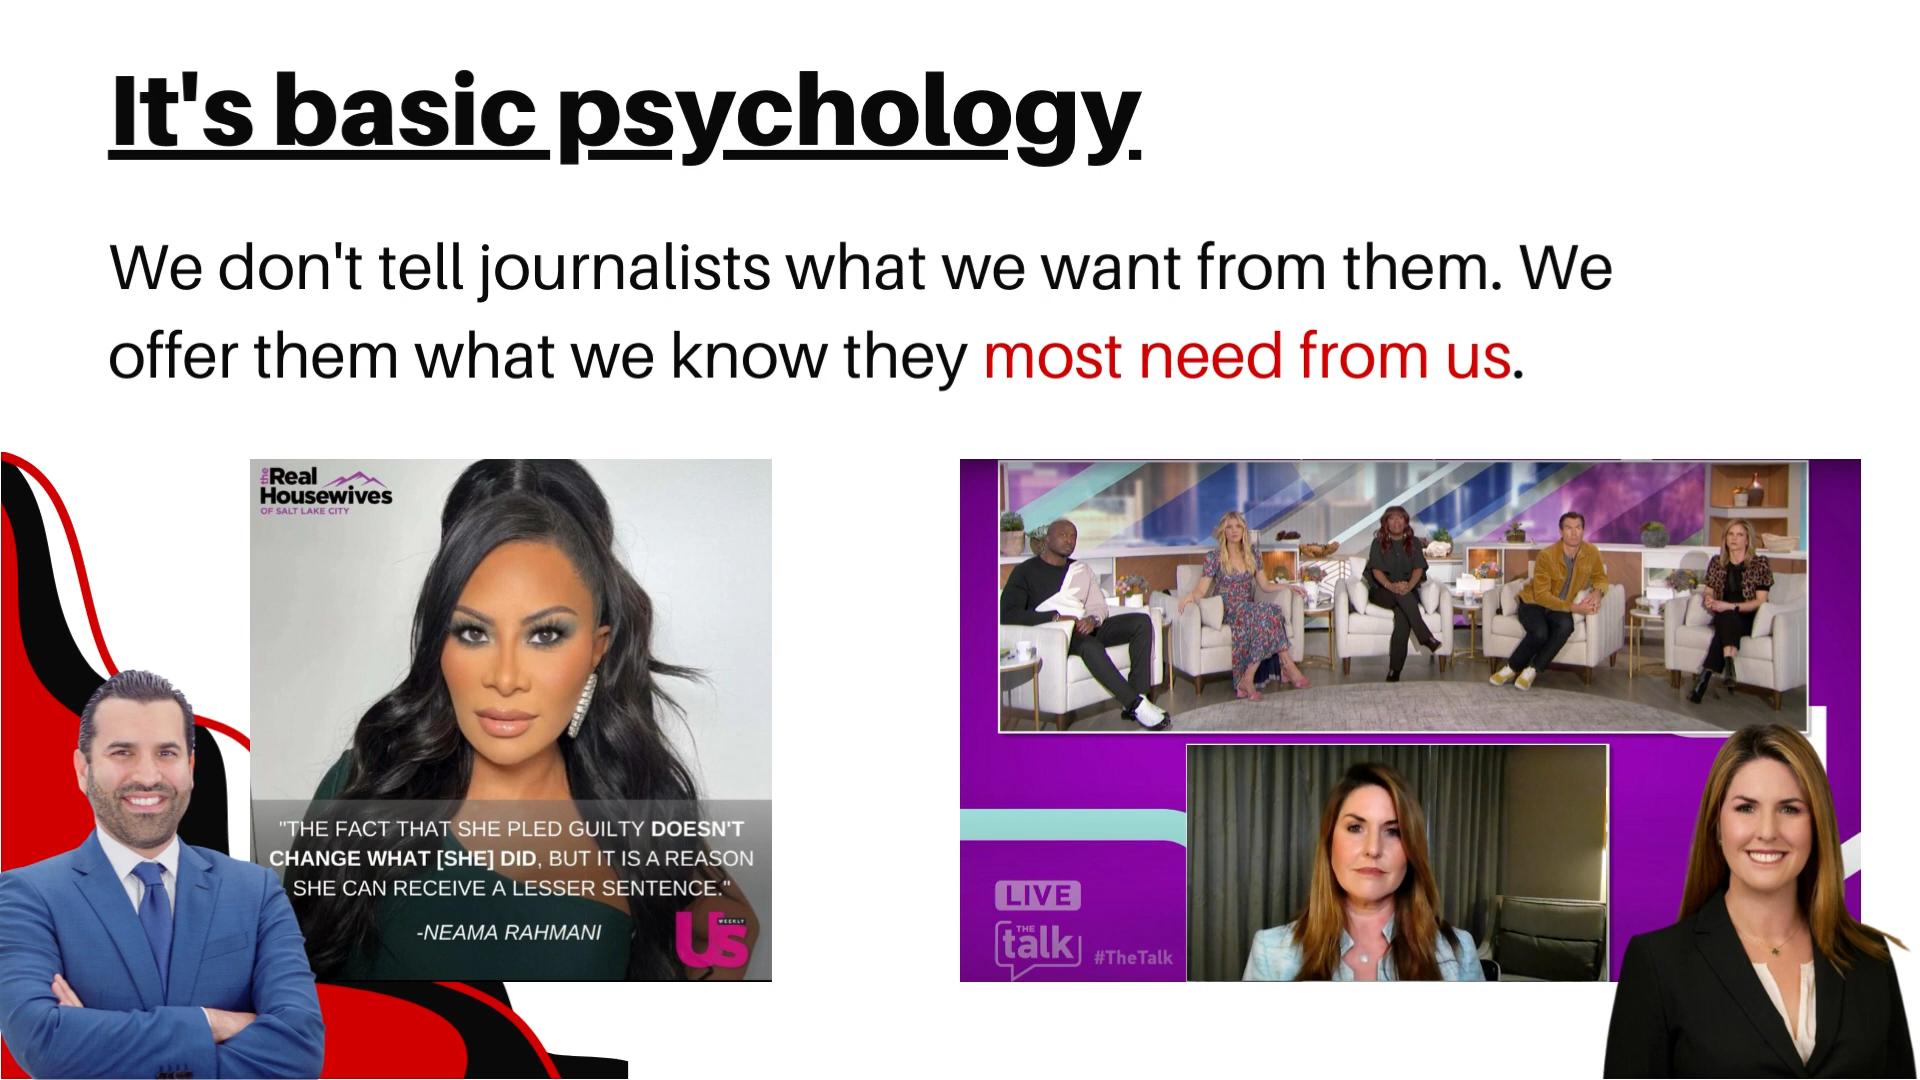 It's basic psychology
We don't tell journalists what we want from them. We
offer them what we know they most need from us.
the Real
Housewives
OF SALT LAKE CITY
"THE FACT THAT SHE PLED GUILTY DOESN'T
CHANGE WHAT [SHE] DID, BUT IT IS A REASON
SHE CAN RECEIVE A LESSER SENTENCE."
-NEAMA RAHMANI
Us WEEKLY
LIVE
THE
talk
#TheTalk